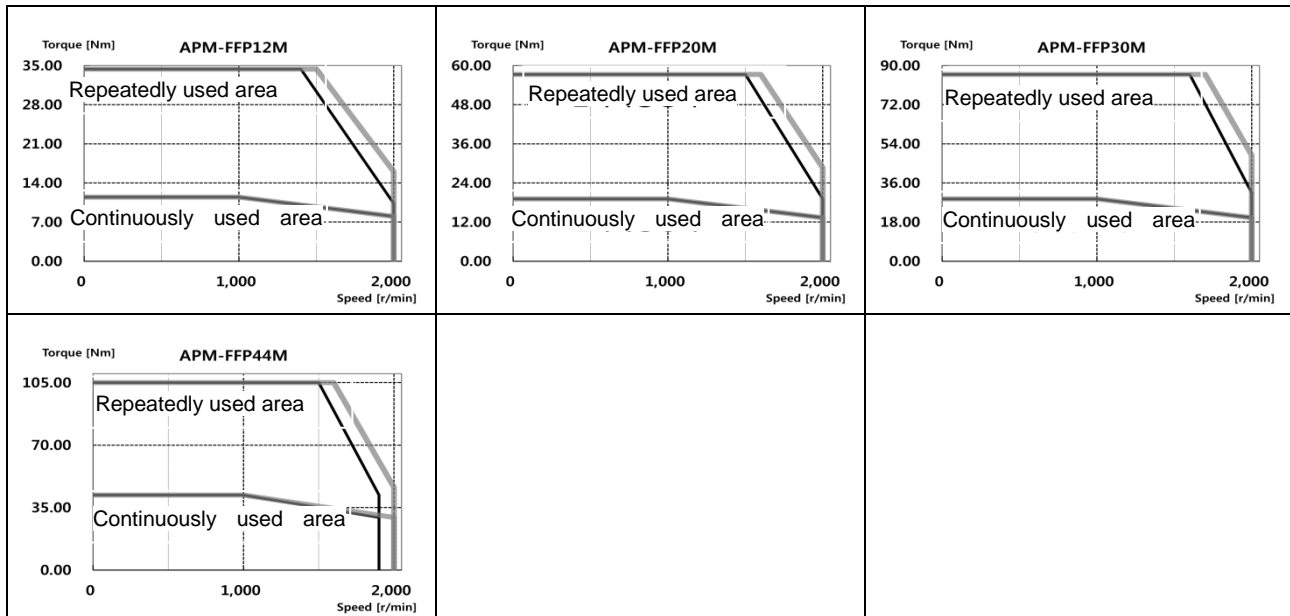 Torque [Nm] APM-FFP12M
35.00
Repeatedly used area
28.00
21.00
14.00
7.00
Continuously used area
0.00
0 1,000 2,000
Speed [r/min]
Torque [Nm] APM-FFP20M
60.00
Repeatedly used area
48.00
36.00
24.00
12.00
Continuously used area
0.00
0 1,000 2,000
Speed [r/min]
Torque [Nm] APM-FFP30M
90.00
Repeatedly used area
72.00
54.00
36.00
18.00
Continuously used area
0.00
0 1,000 2,000
Speed [r/min]
Torque [Nm] APM-FFP44M
105.00
Repeatedly used area
70.00
35.00
Continuously used area
0.00
0 1,000 2,000
Speed [r/min]